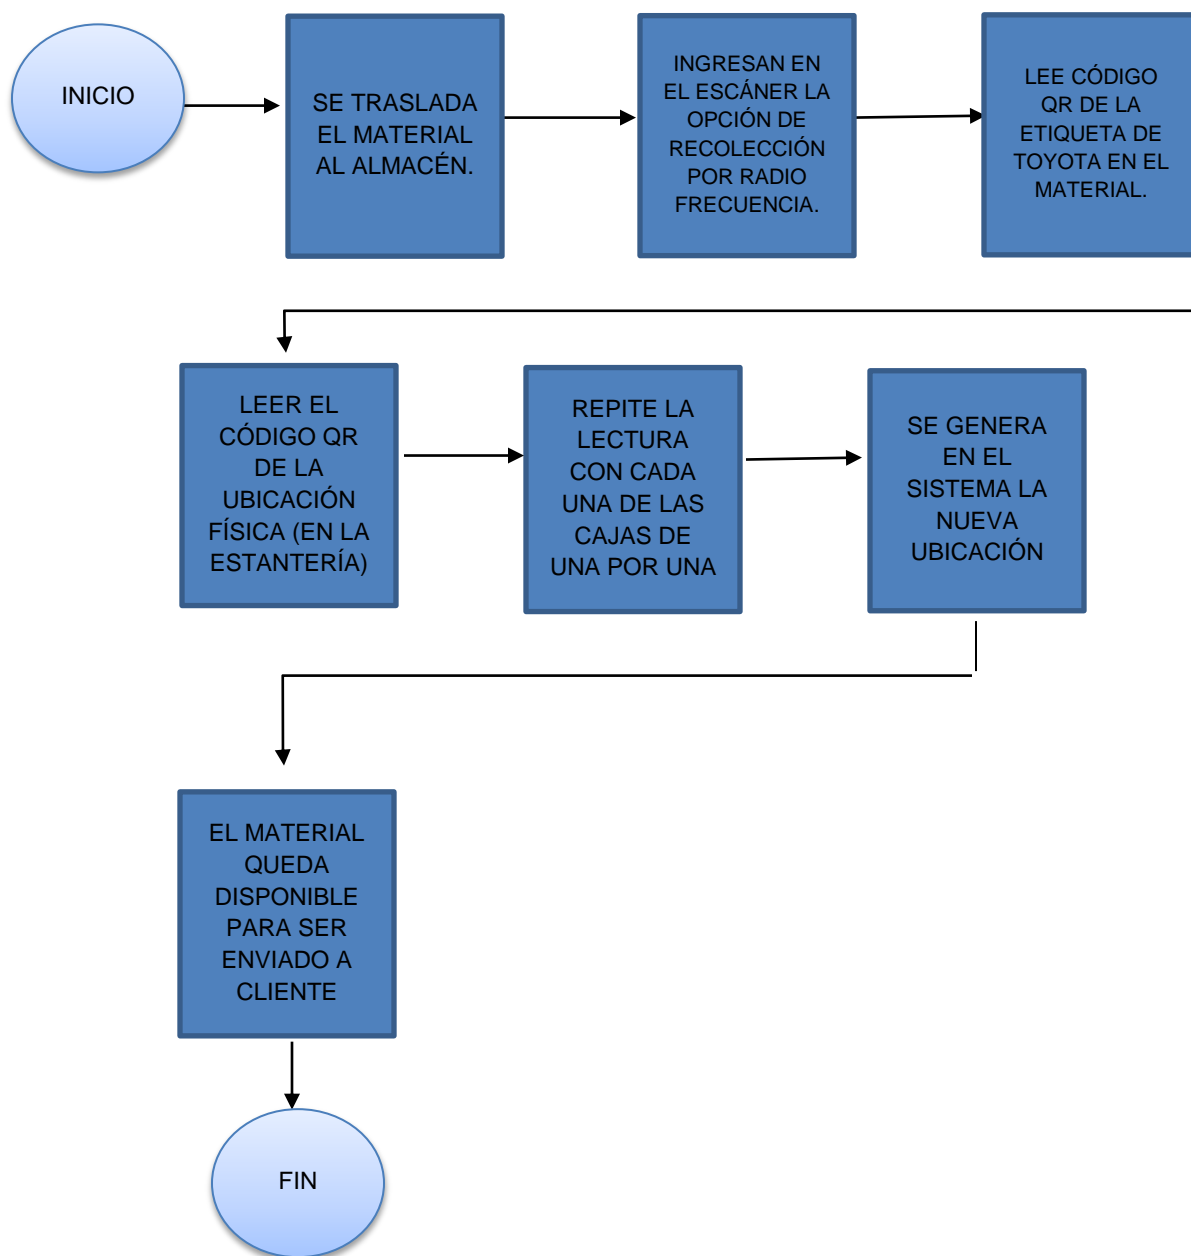 INICIO
SE TRASLADA
EL MATERIAL
AL ALMACÉN.
INGRESAN EN
EL ESCÁNER LA
OPCIÓN DE
RECOLECCIÓN
POR RADIO
FRECUENCIA.
LEE CÓDIGO
QR DE LA
ETIQUETA DE
TOYOTA EN EL
MATERIAL.
LEER EL
CÓDIGO QR
DE LA
UBICACIÓN
FÍSICA (EN LA
ESTANTERÍA)
REPITE LA
LECTURA
CON CADA
UNA DE LAS
CAJAS DE
UNA POR UNA
SE GENERA
EN EL
SISTEMA LA
NUEVA
UBICACIÓN
EL MATERIAL
QUEDA
DISPONIBLE
PARA SER
ENVIADO A
CLIENTE
FIN